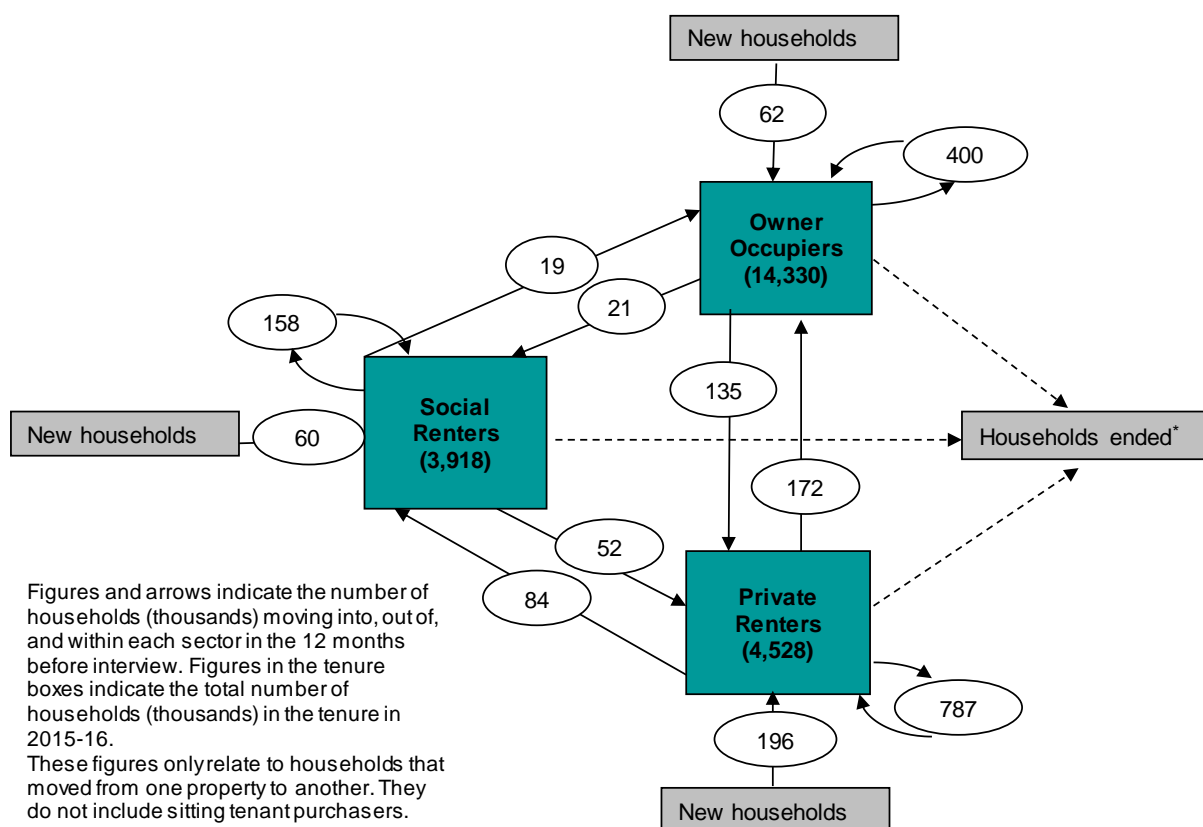 New households
62
400
Owner
Occupiers
(14,330)
19
21
158
135
Social
Renters
(3,918)
New households
60
Households ended*
172
52
84
Private
Renters
(4,528)
787
196
New households
Figures and arrows indicate the number of
households (thousands) moving into, out of,
and within each sector in the 12 months
before interview. Figures in the tenure
boxes indicate the total number of
households (thousands) in the tenure in
2015-16.
These figures only relate to households that
moved from one property to another. They
do not include sitting tenant purchasers.